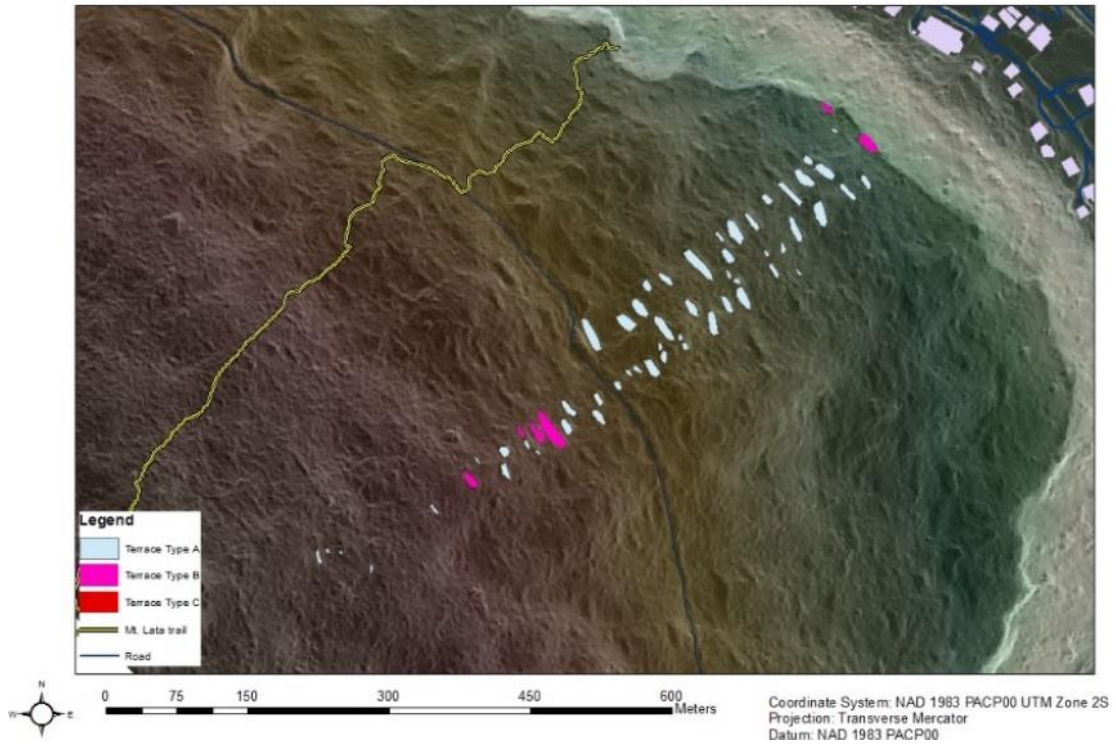 Legend
Terrace Type A
Terrace Type B
Terrace Type C
Mt. Lata trail
Road
N
W
E
S
0 75 150 300 450 600
Meters
Coordinate System: NAD 1983 PACP00 UTM Zone 2S
Projection: Transverse Mercator
Datum: NAD 1983 PACP00